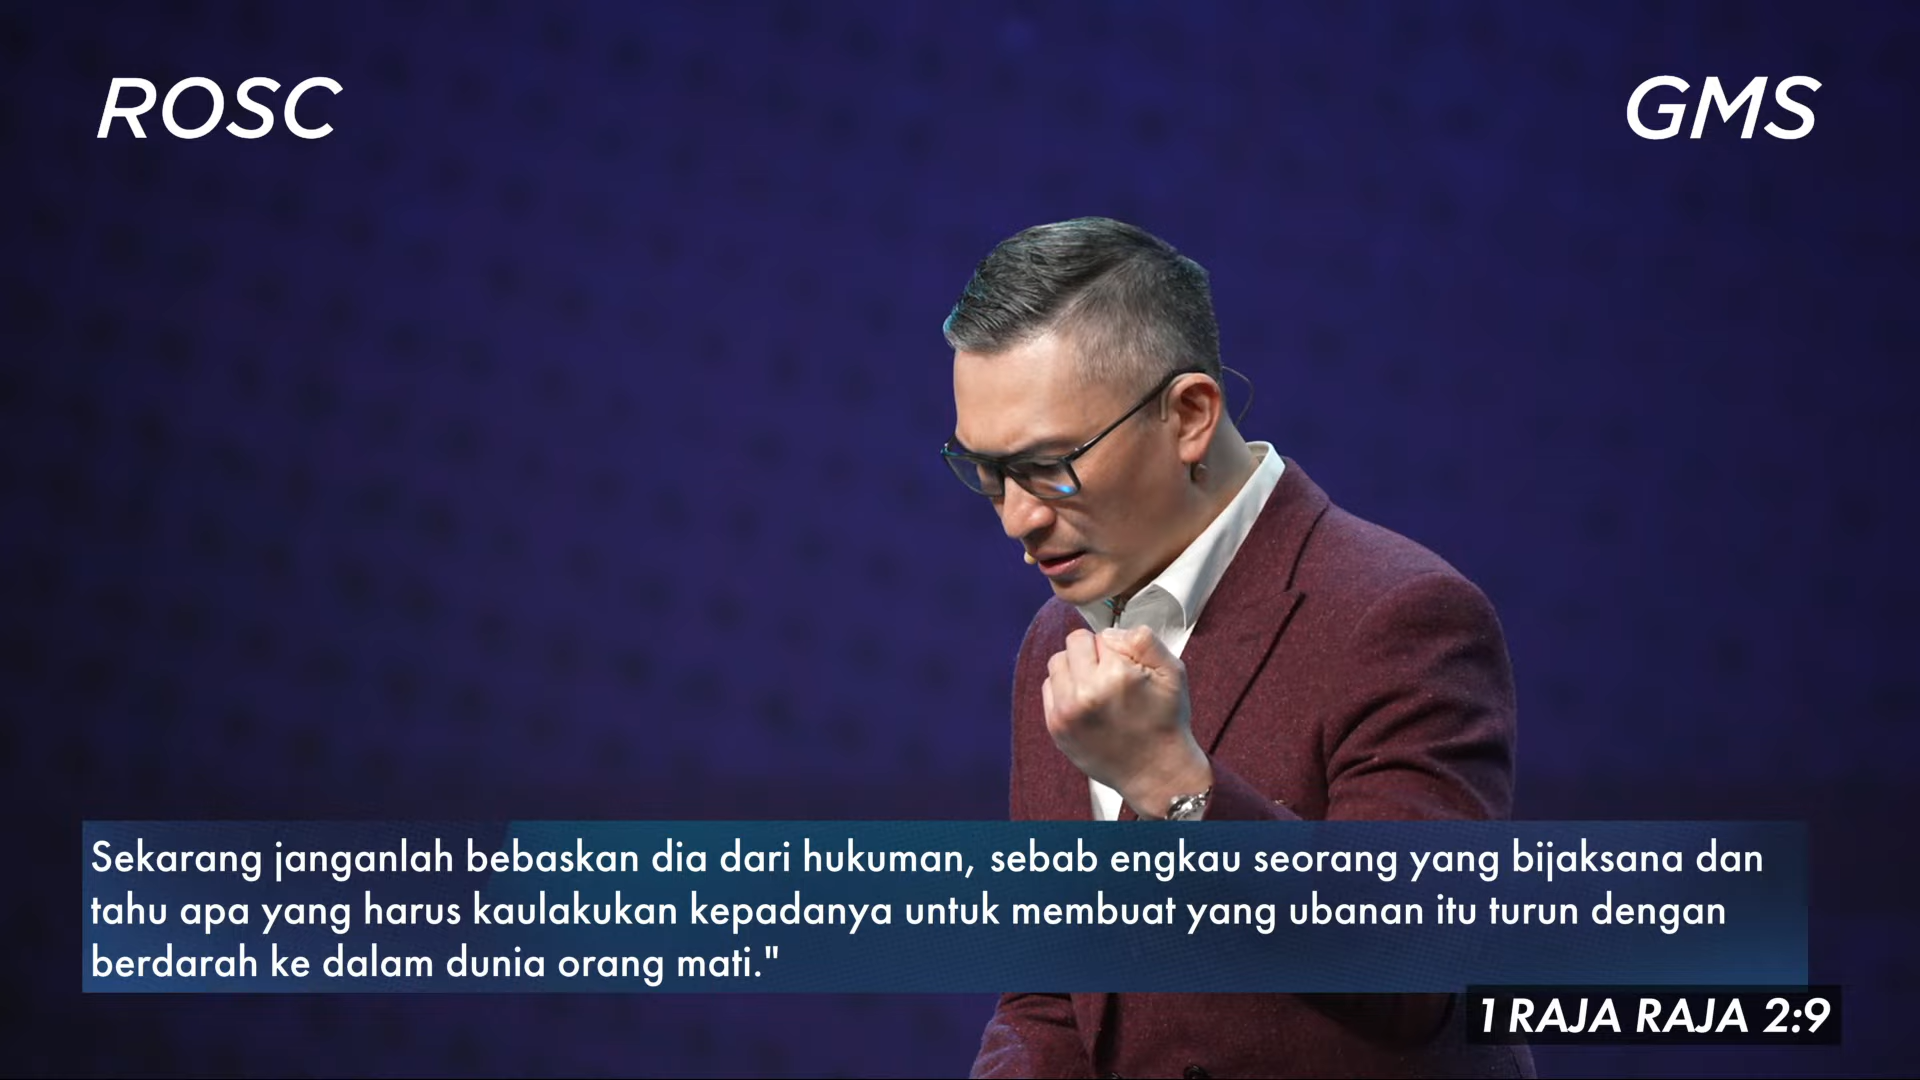 ROSC
GMS
Sekarang janganlah bebaskan dia dari hukuman, sebab engkau seorang yang bijaksana dan
tahu apa yang harus kaulakukan kepadanya untuk membuat yang ubanan itu turun dengan
berdarah ke dalam dunia orang mati."
1 RAJA RAJA 2:9